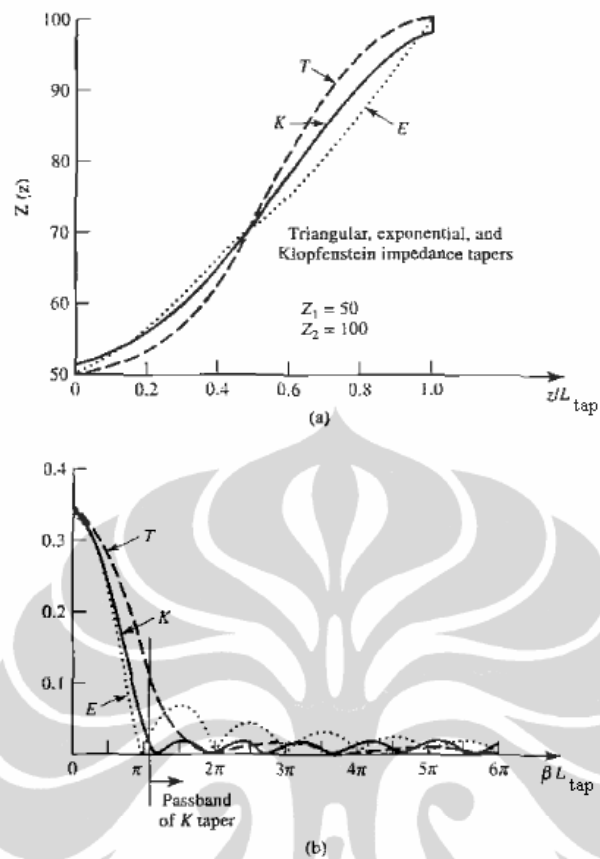 100
90
80
70
60
50
Z (z)
T
K
E
Triangular, exponential, and
Klopfenstein impedance tapers
Z₁ = 50
Z₂ = 100
0
0.2
0.4
0.6
0.8
1.0
z/L tap
(a)
0.4
0.3
0.2
0.1
T
K
E
0
π
2π
3π
4π
5π
6π
β L tap
Passband
of K taper
(b)